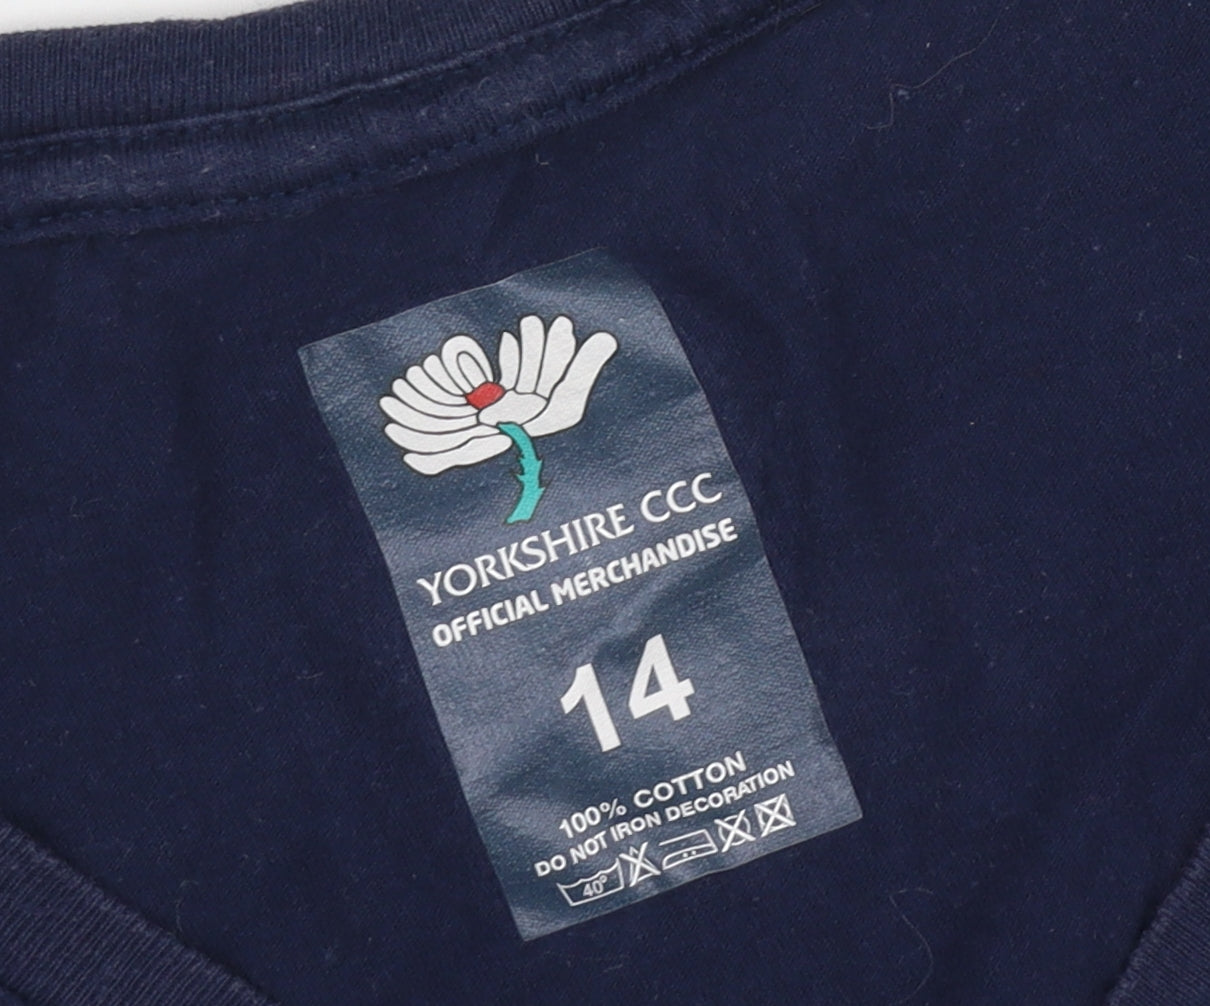 YORKSHIRE CCC
OFFICIAL MERCHANDISE
14
100% COTTON
DO NOT IRON DECORATION
40°